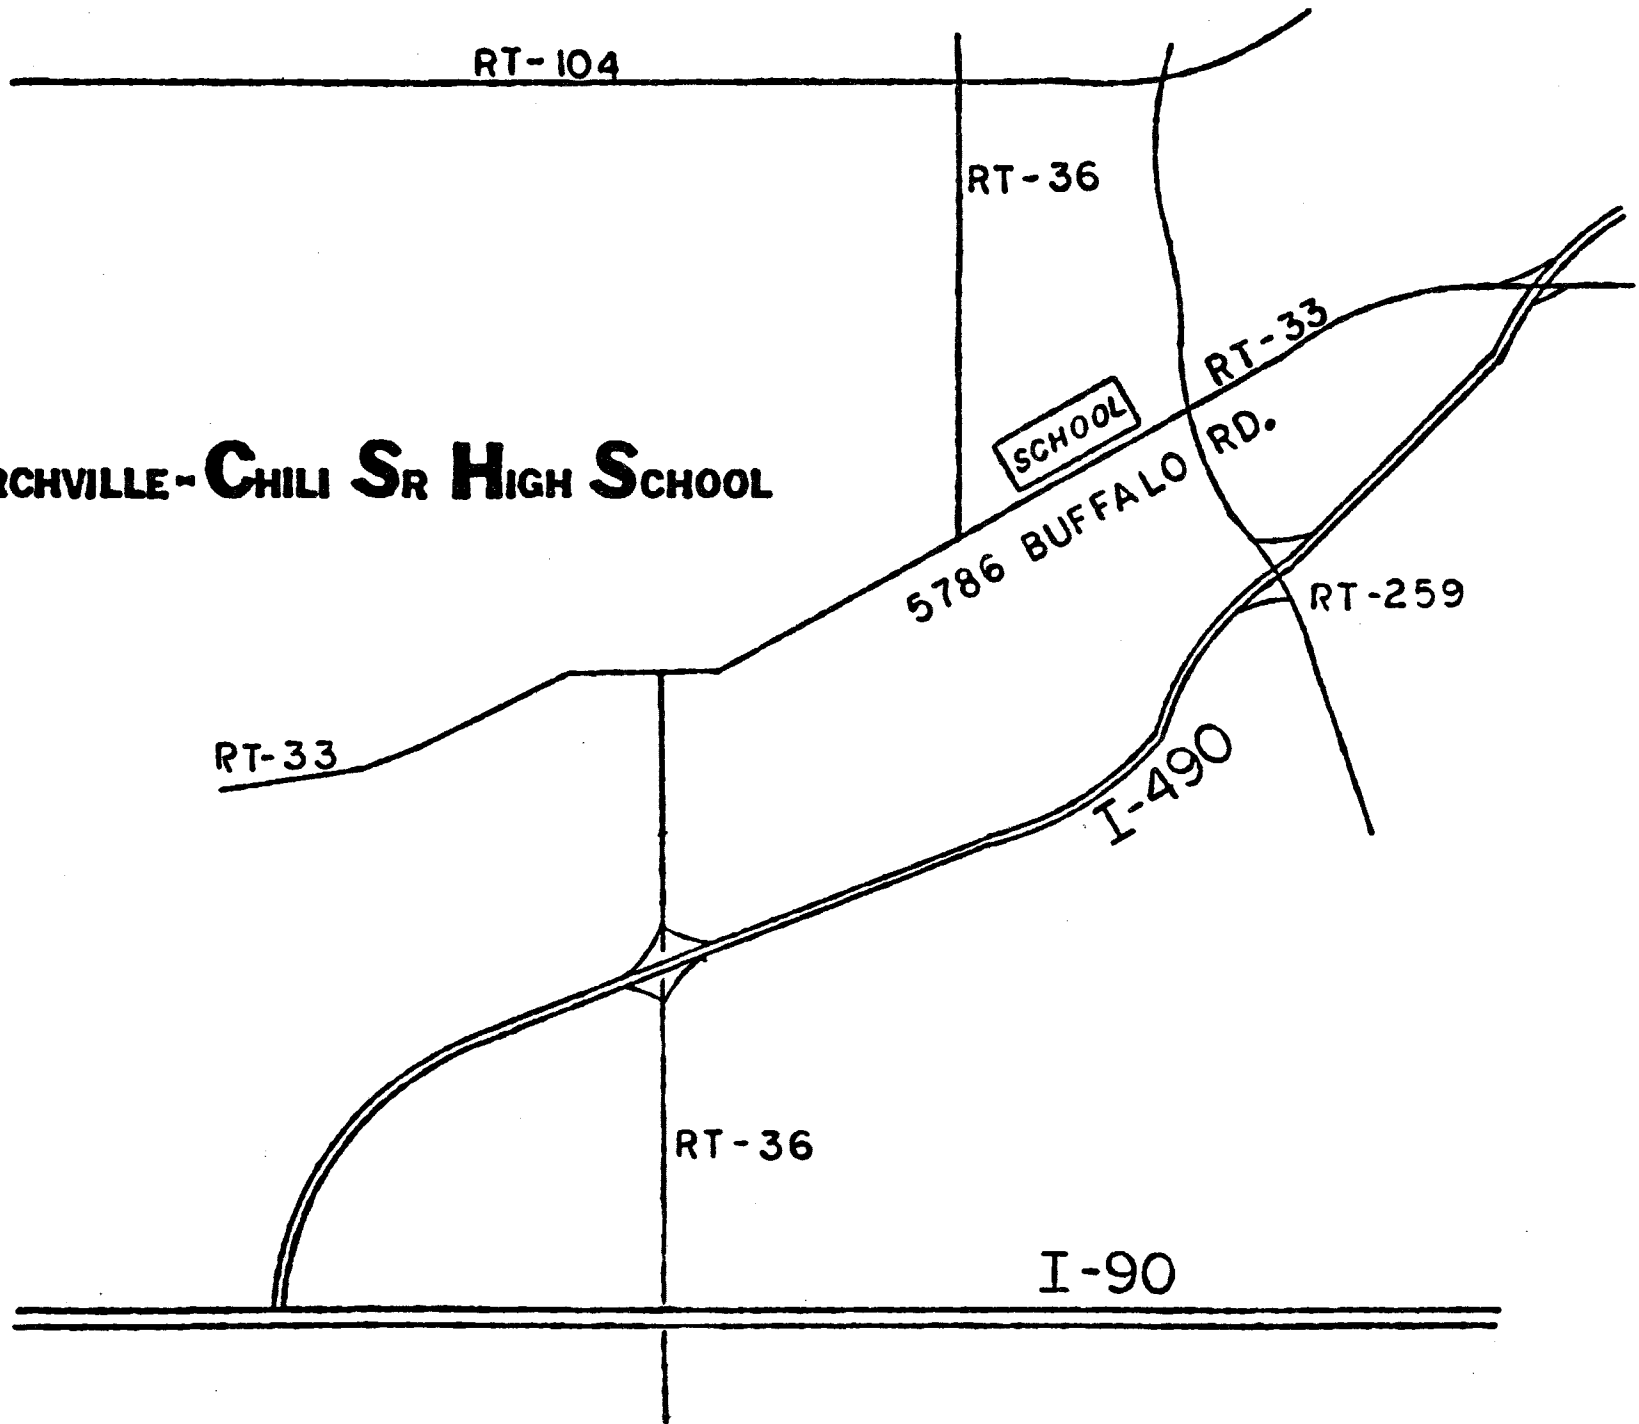 RT-104
RT-36
RT-33
SCHOOL
RCHVILLE-CHILI SR HIGH SCHOOL
5786 BUFFALO RD.
RT-259
RT-33
I-490
RT-36
I-90